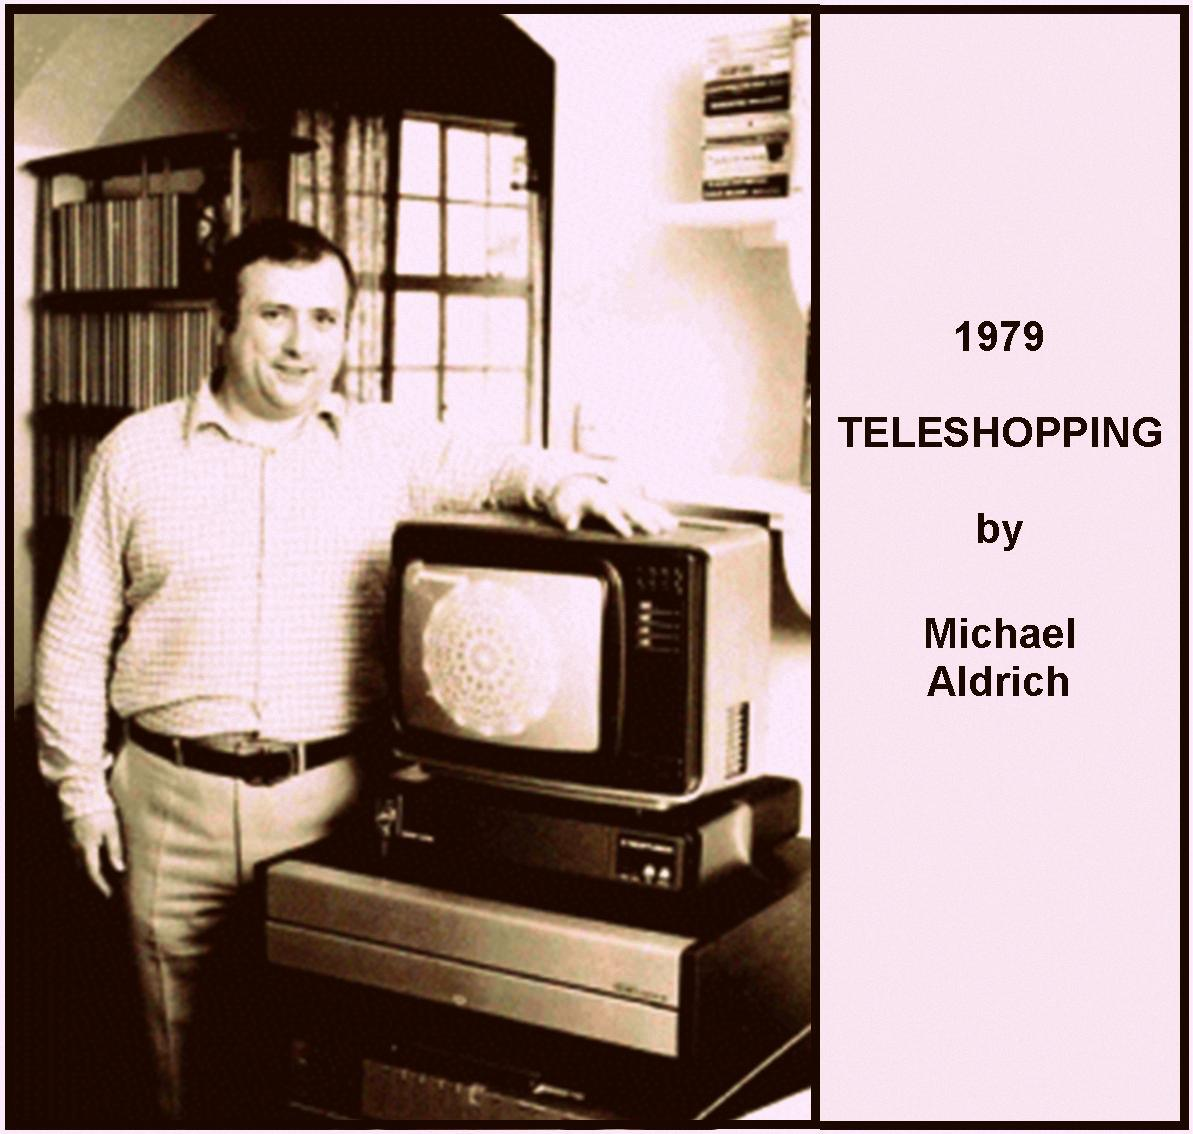 1979
TELESHOPPING
by
Michael
Aldrich